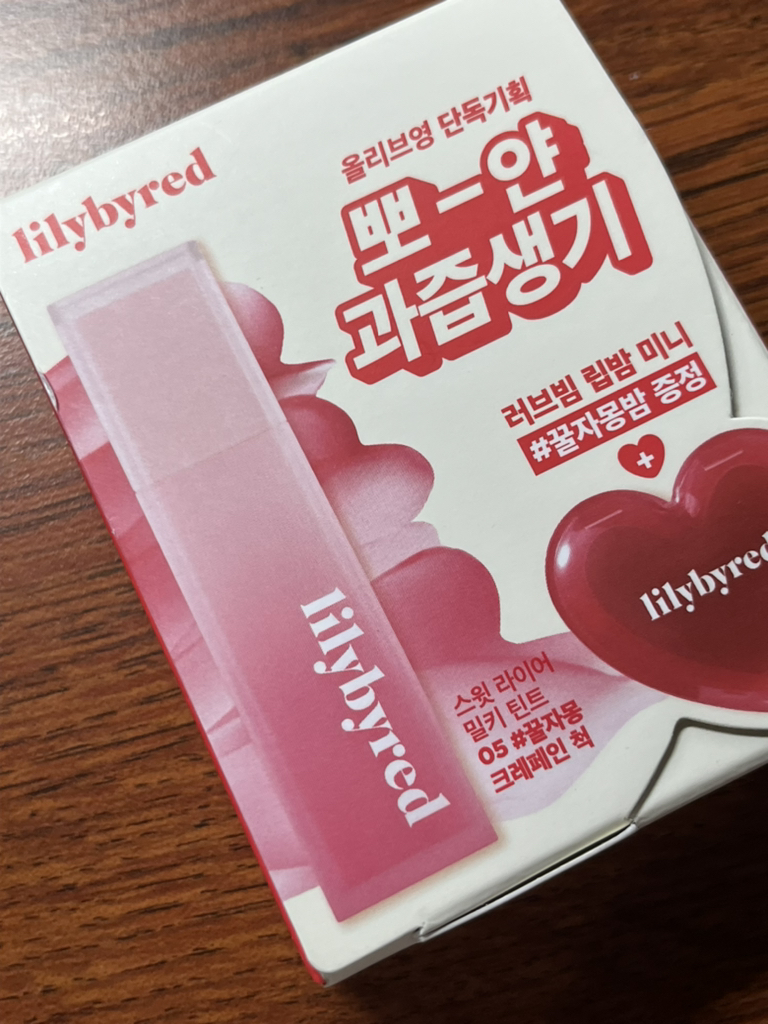 lilybyred
올리브영 단독기획
뽀-얀
과즙생기
러브빔 립밤 미니
#꿀자몽밤 증정
+
lilybyred
lilybyred
스윗 라이어
밀키 틴트
05 #꿀자몽
크레페인 척